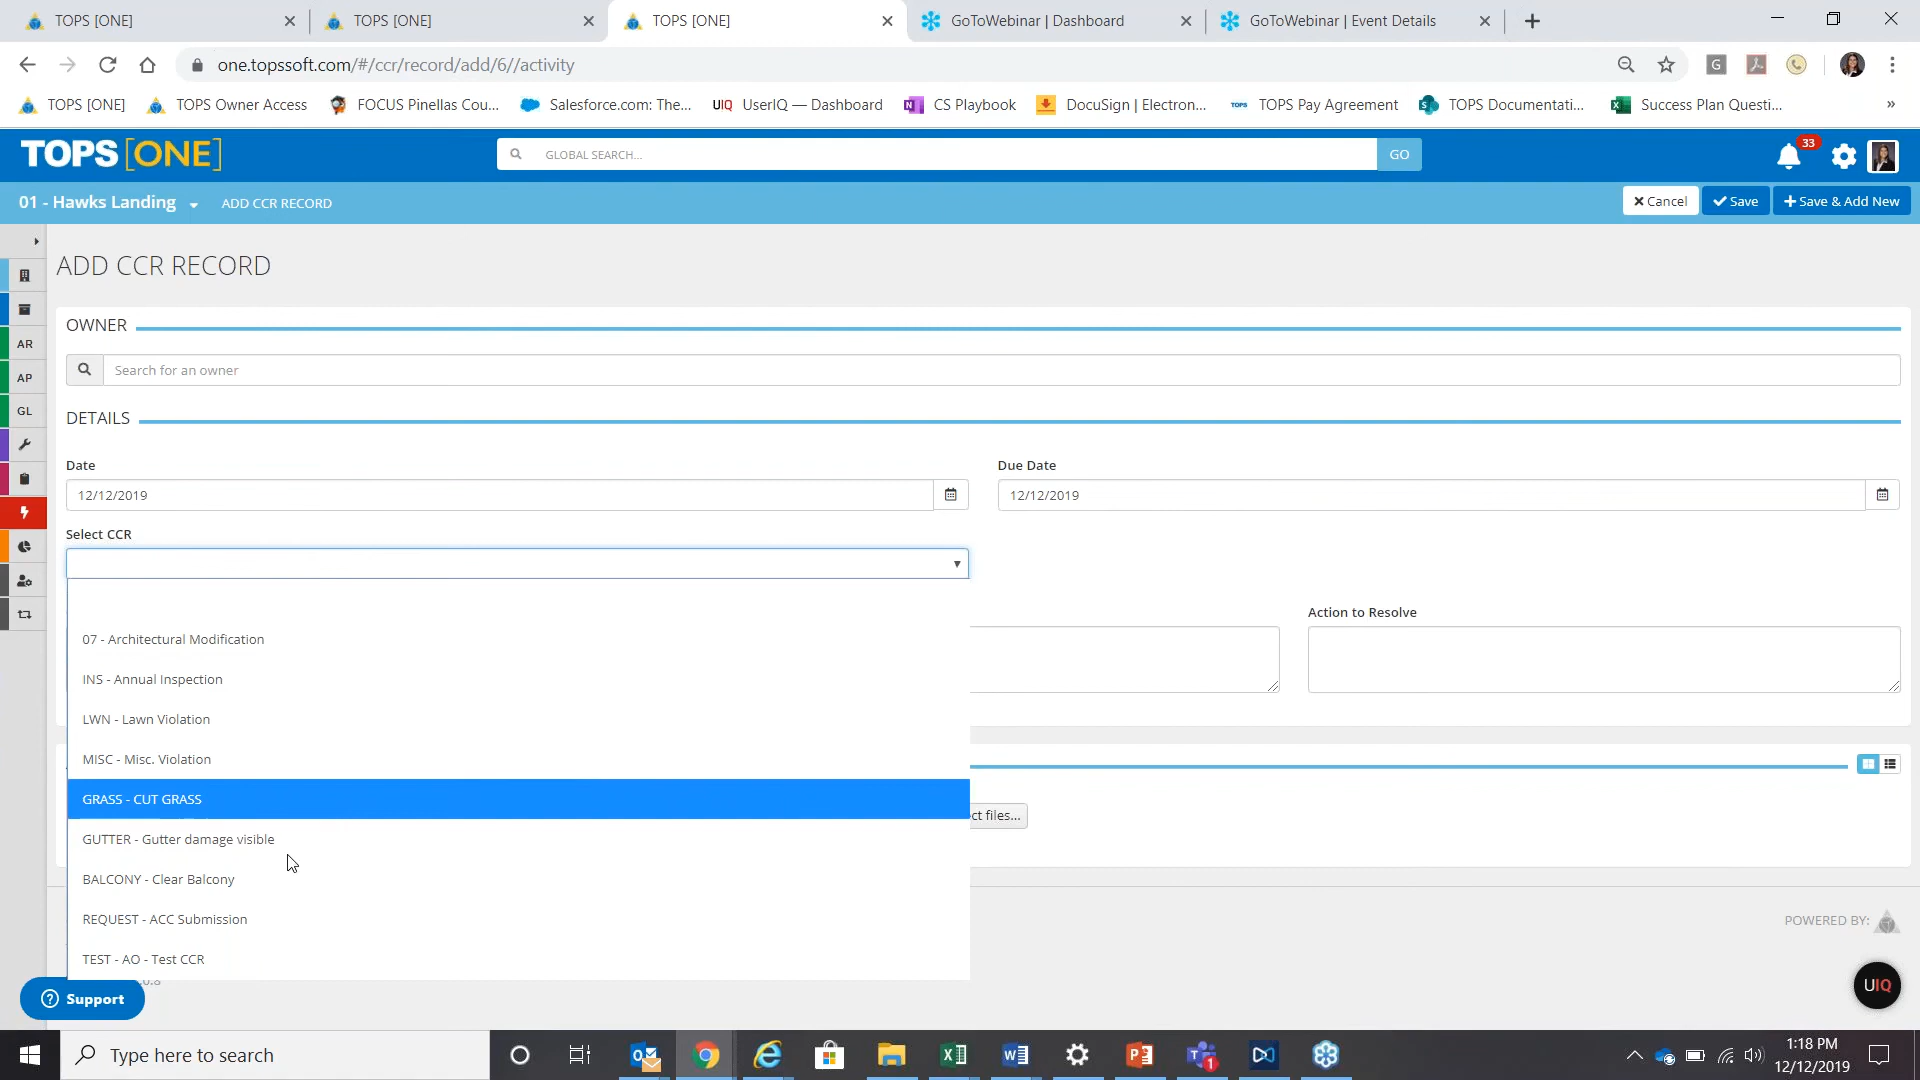 TOPS [ONE]
TOPS [ONE]
TOPS [ONE]
GoToWebinar | Dashboard
GoToWebinar | Event Details
one.topssoft.com/#/ccr/record/add/6//activity
TOPS [ONE]
TOPS Owner Access
FOCUS Pinellas Cou...
Salesforce.com: The...
UIQ UserIQ — Dashboard
CS Playbook
DocuSign | Electron...
TOPS TOPS Pay Agreement
TOPS Documentati...
Success Plan Questi...
»
TOPS [ONE]
GLOBAL SEARCH...
GO
33
01 - Hawks Landing
ADD CCR RECORD
Cancel
Save
Save & Add New
ADD CCR RECORD
AR
AP
GL
OWNER
Search for an owner
DETAILS
Date
Due Date
12/12/2019
12/12/2019
Select CCR
Action to Resolve
07 - Architectural Modification
INS - Annual Inspection
LWN - Lawn Violation
MISC - Misc. Violation
GRASS - CUT GRASS
ct files...
GUTTER - Gutter damage visible
BALCONY - Clear Balcony
REQUEST - ACC Submission
POWERED BY:
TEST - AO - Test CCR
Support
UIQ
Type here to search
1
1:18 PM
12/12/2019